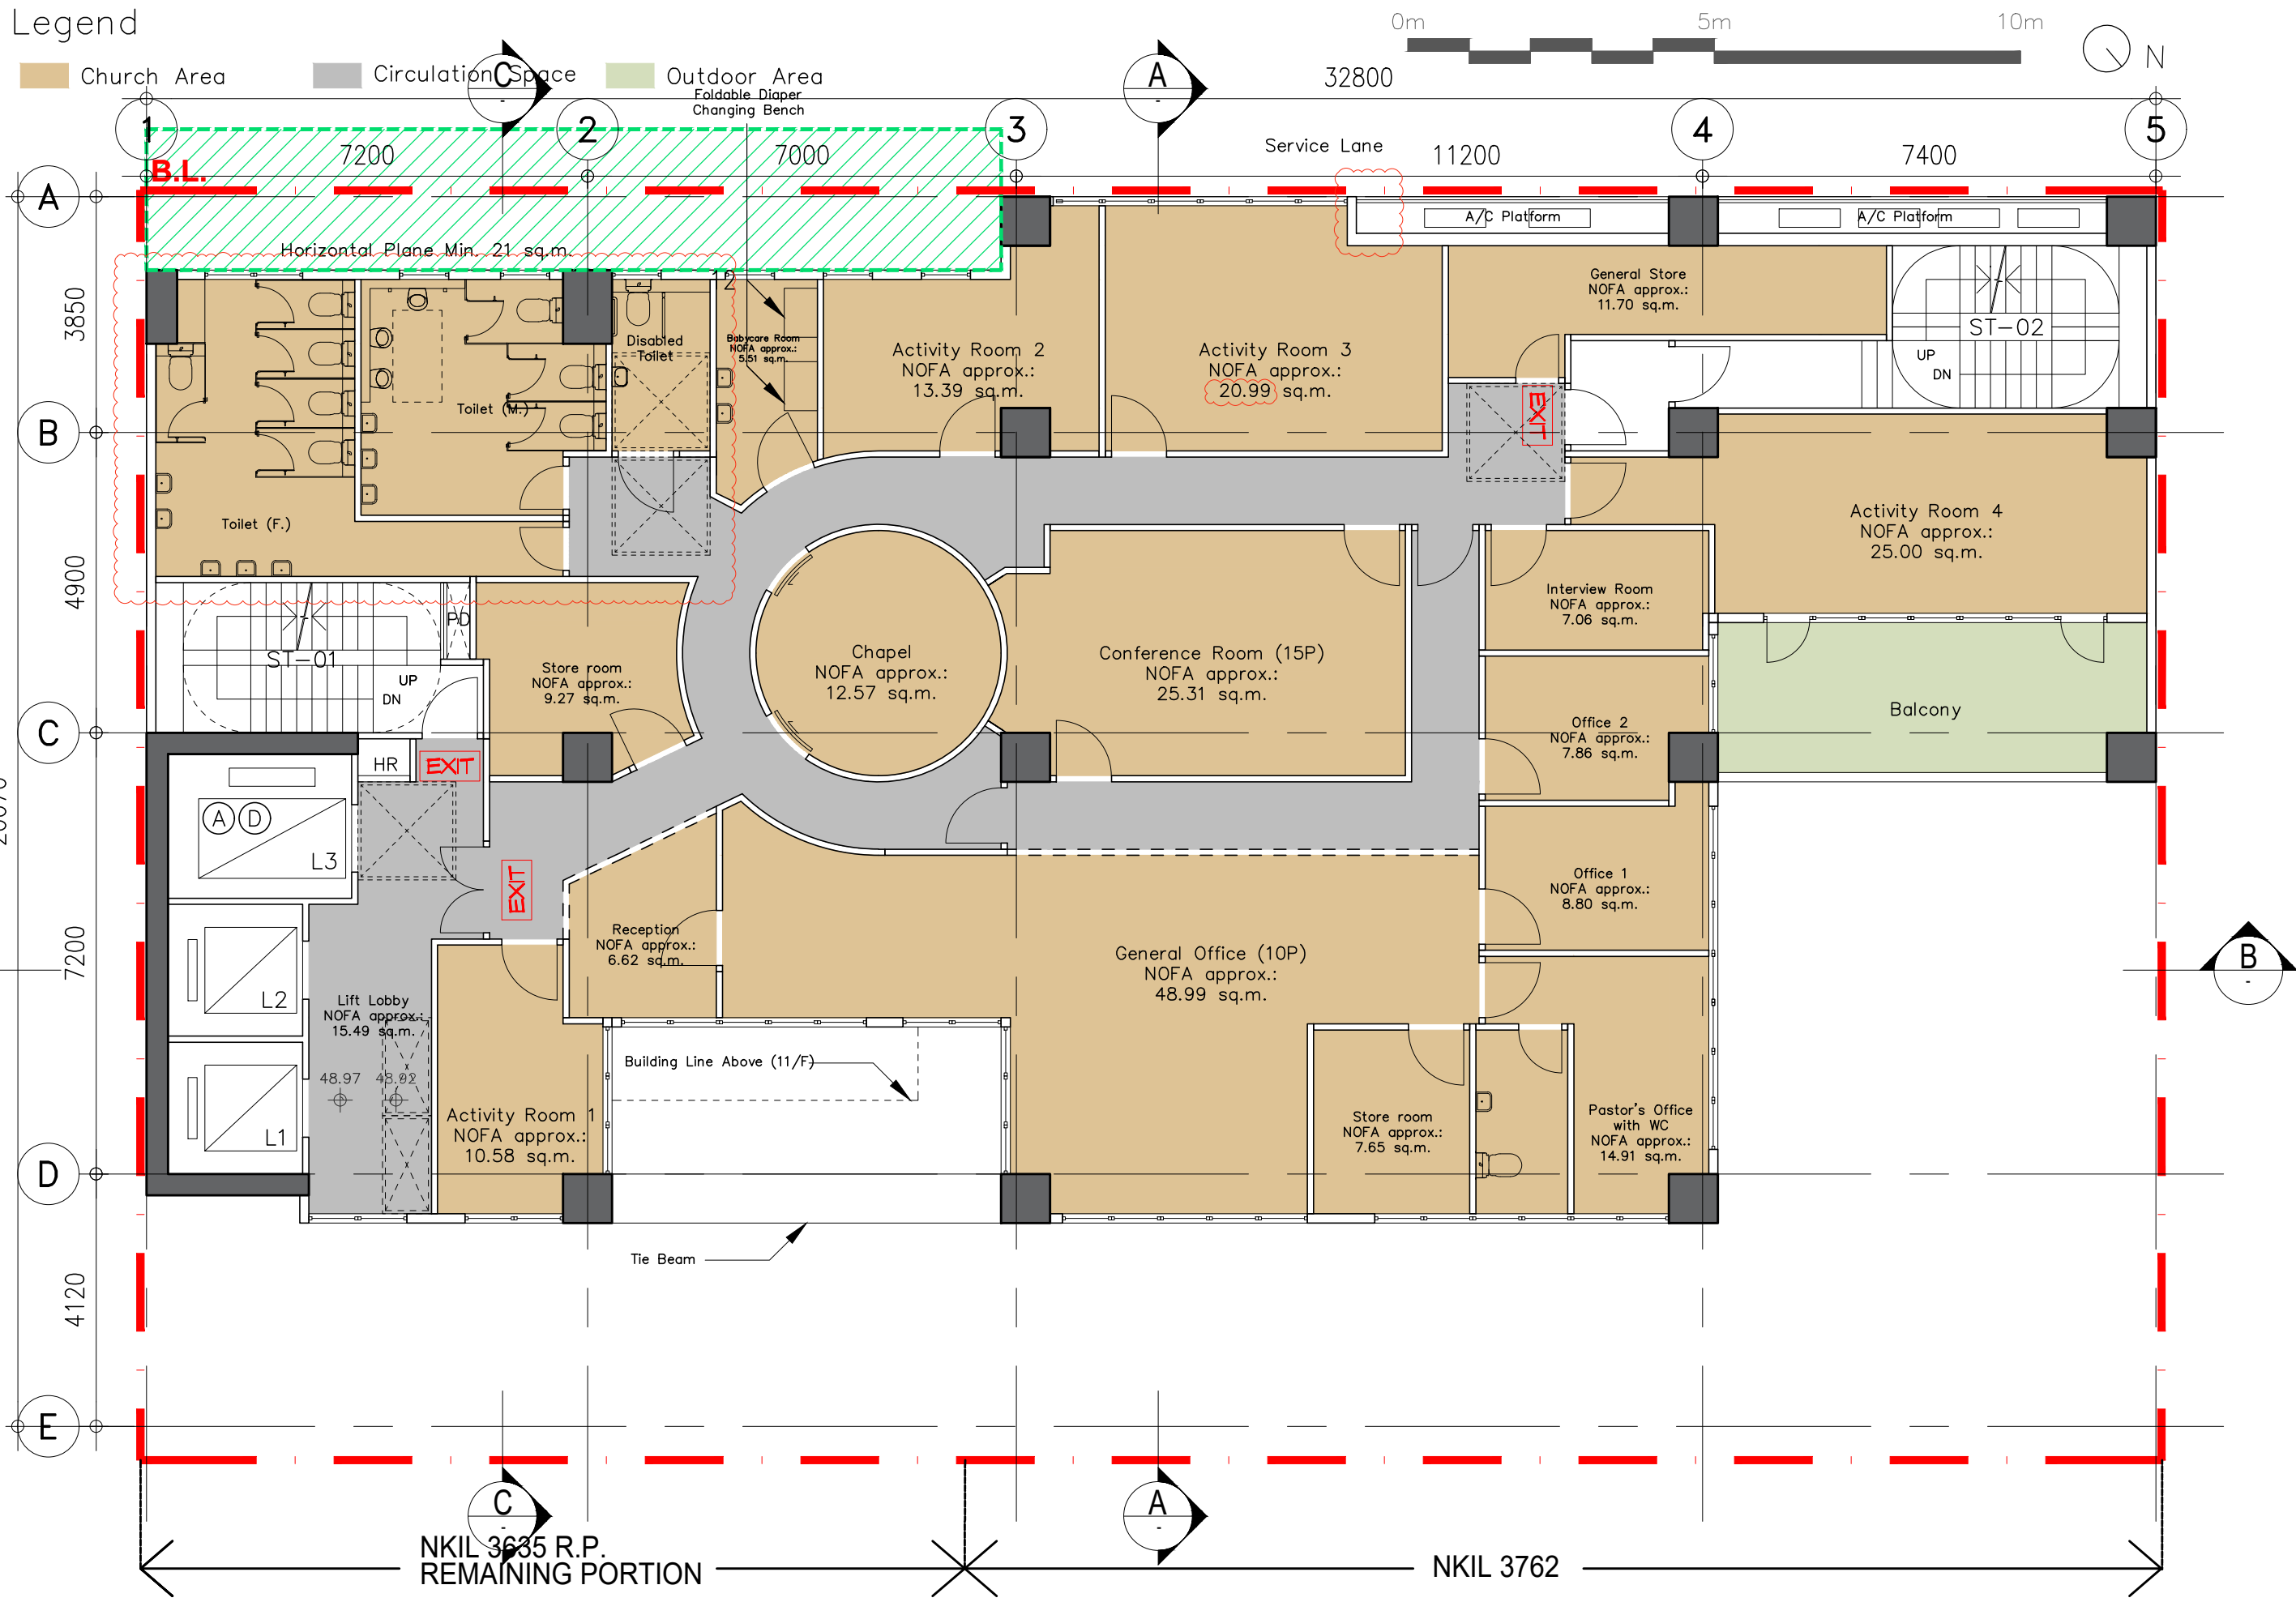 Legend
Church Area
Circulation Space
Outdoor Area
0m
5m
10m
N
C
-
A
-
32800
Foldable Diaper
Changing Bench
1
2
3
4
5
7200
7000
Service Lane
11200
7400
B.L.
A
Horizontal Plane Min. 21 sq.m.
A/C Platform
A/C Platform
12
General Store
NOFA approx.:
11.70 sq.m.
3850
ST-02
UP
DN
Disabled
Toilet
Babycare Room
NOFA approx.:
5.51 sq.m.
Activity Room 2
NOFA approx.:
13.39 sq.m.
Activity Room 3
NOFA approx.:
20.99 sq.m.
Toilet (M.)
EXIT
B
Toilet (F.)
Activity Room 4
NOFA approx.:
25.00 sq.m.
4900
Interview Room
NOFA approx.:
7.06 sq.m.
PD
ST-01
UP
DN
Store room
NOFA approx.:
9.27 sq.m.
Chapel
NOFA approx.:
12.57 sq.m.
Conference Room (15P)
NOFA approx.:
25.31 sq.m.
Office 2
NOFA approx.:
7.86 sq.m.
Balcony
C
HR
EXIT
A
D
L3
EXIT
Office 1
NOFA approx.:
8.80 sq.m.
Reception
NOFA approx.:
6.62 sq.m.
7200
General Office (10P)
NOFA approx.:
48.99 sq.m.
B
-
L2
Lift Lobby
NOFA approx.:
15.49 sq.m.
Building Line Above (11/F)
48.97
48.92
L1
Activity Room 1
NOFA approx.:
10.58 sq.m.
Store room
NOFA approx.:
7.65 sq.m.
Pastor's Office
with WC
NOFA approx.:
14.91 sq.m.
D
Tie Beam
4120
E
C
-
A
-
NKIL 3635 R.P.
REMAINING PORTION
NKIL 3762